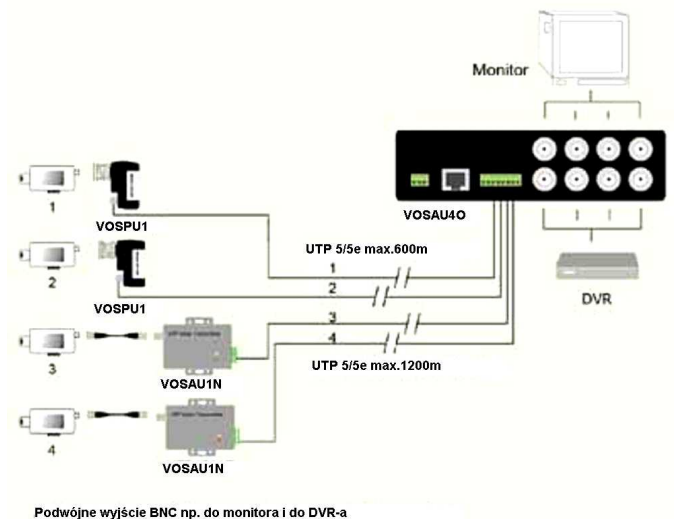 Monitor
VOSAU4O
1
VOSPU1
UTP 5/5e max.600m
1
2
2
VOSPU1
DVR
3
4
3
VOSAU1N
UTP 5/5e max.1200m
4
VOSAU1N
Podwójne wyjście BNC np. do monitora i do DVR-a